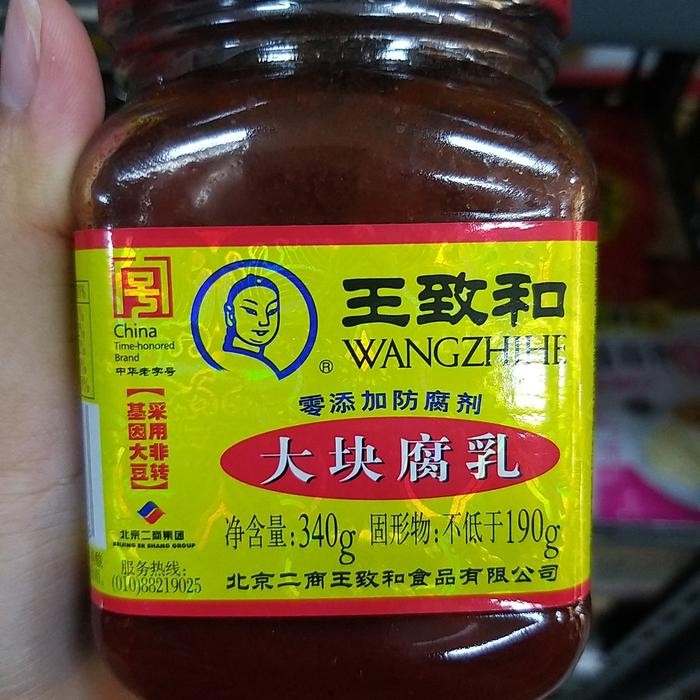 号
China
Time-honored
Brand
中华老字号
王致和
WANGZHIHE
®
零添加防腐剂
大块腐乳
【采用非转
基因大豆】
净含量:340g 固形物:不低于190g
北京二商集团
BEIJING ER SHANG GROUP
服务热线:
(010)88219025
北京二商王致和食品有限公司